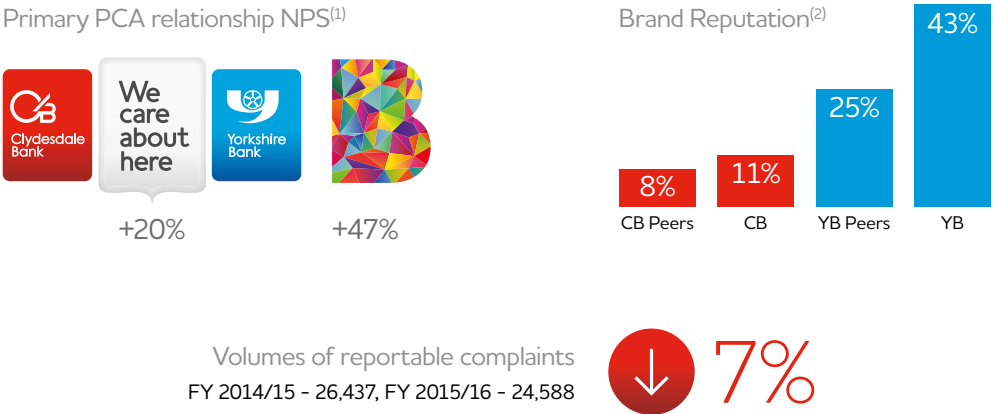 Primary PCA relationship NPS(1)
CB
Clydesdale
Bank
We
care
about
here
Yorkshire
Bank
B
+20%
+47%
Brand Reputation(2)
8%
11%
25%
43%
CB Peers
CB
YB Peers
YB
Volumes of reportable complaints
FY 2014/15 - 26,437, FY 2015/16 - 24,588
7%